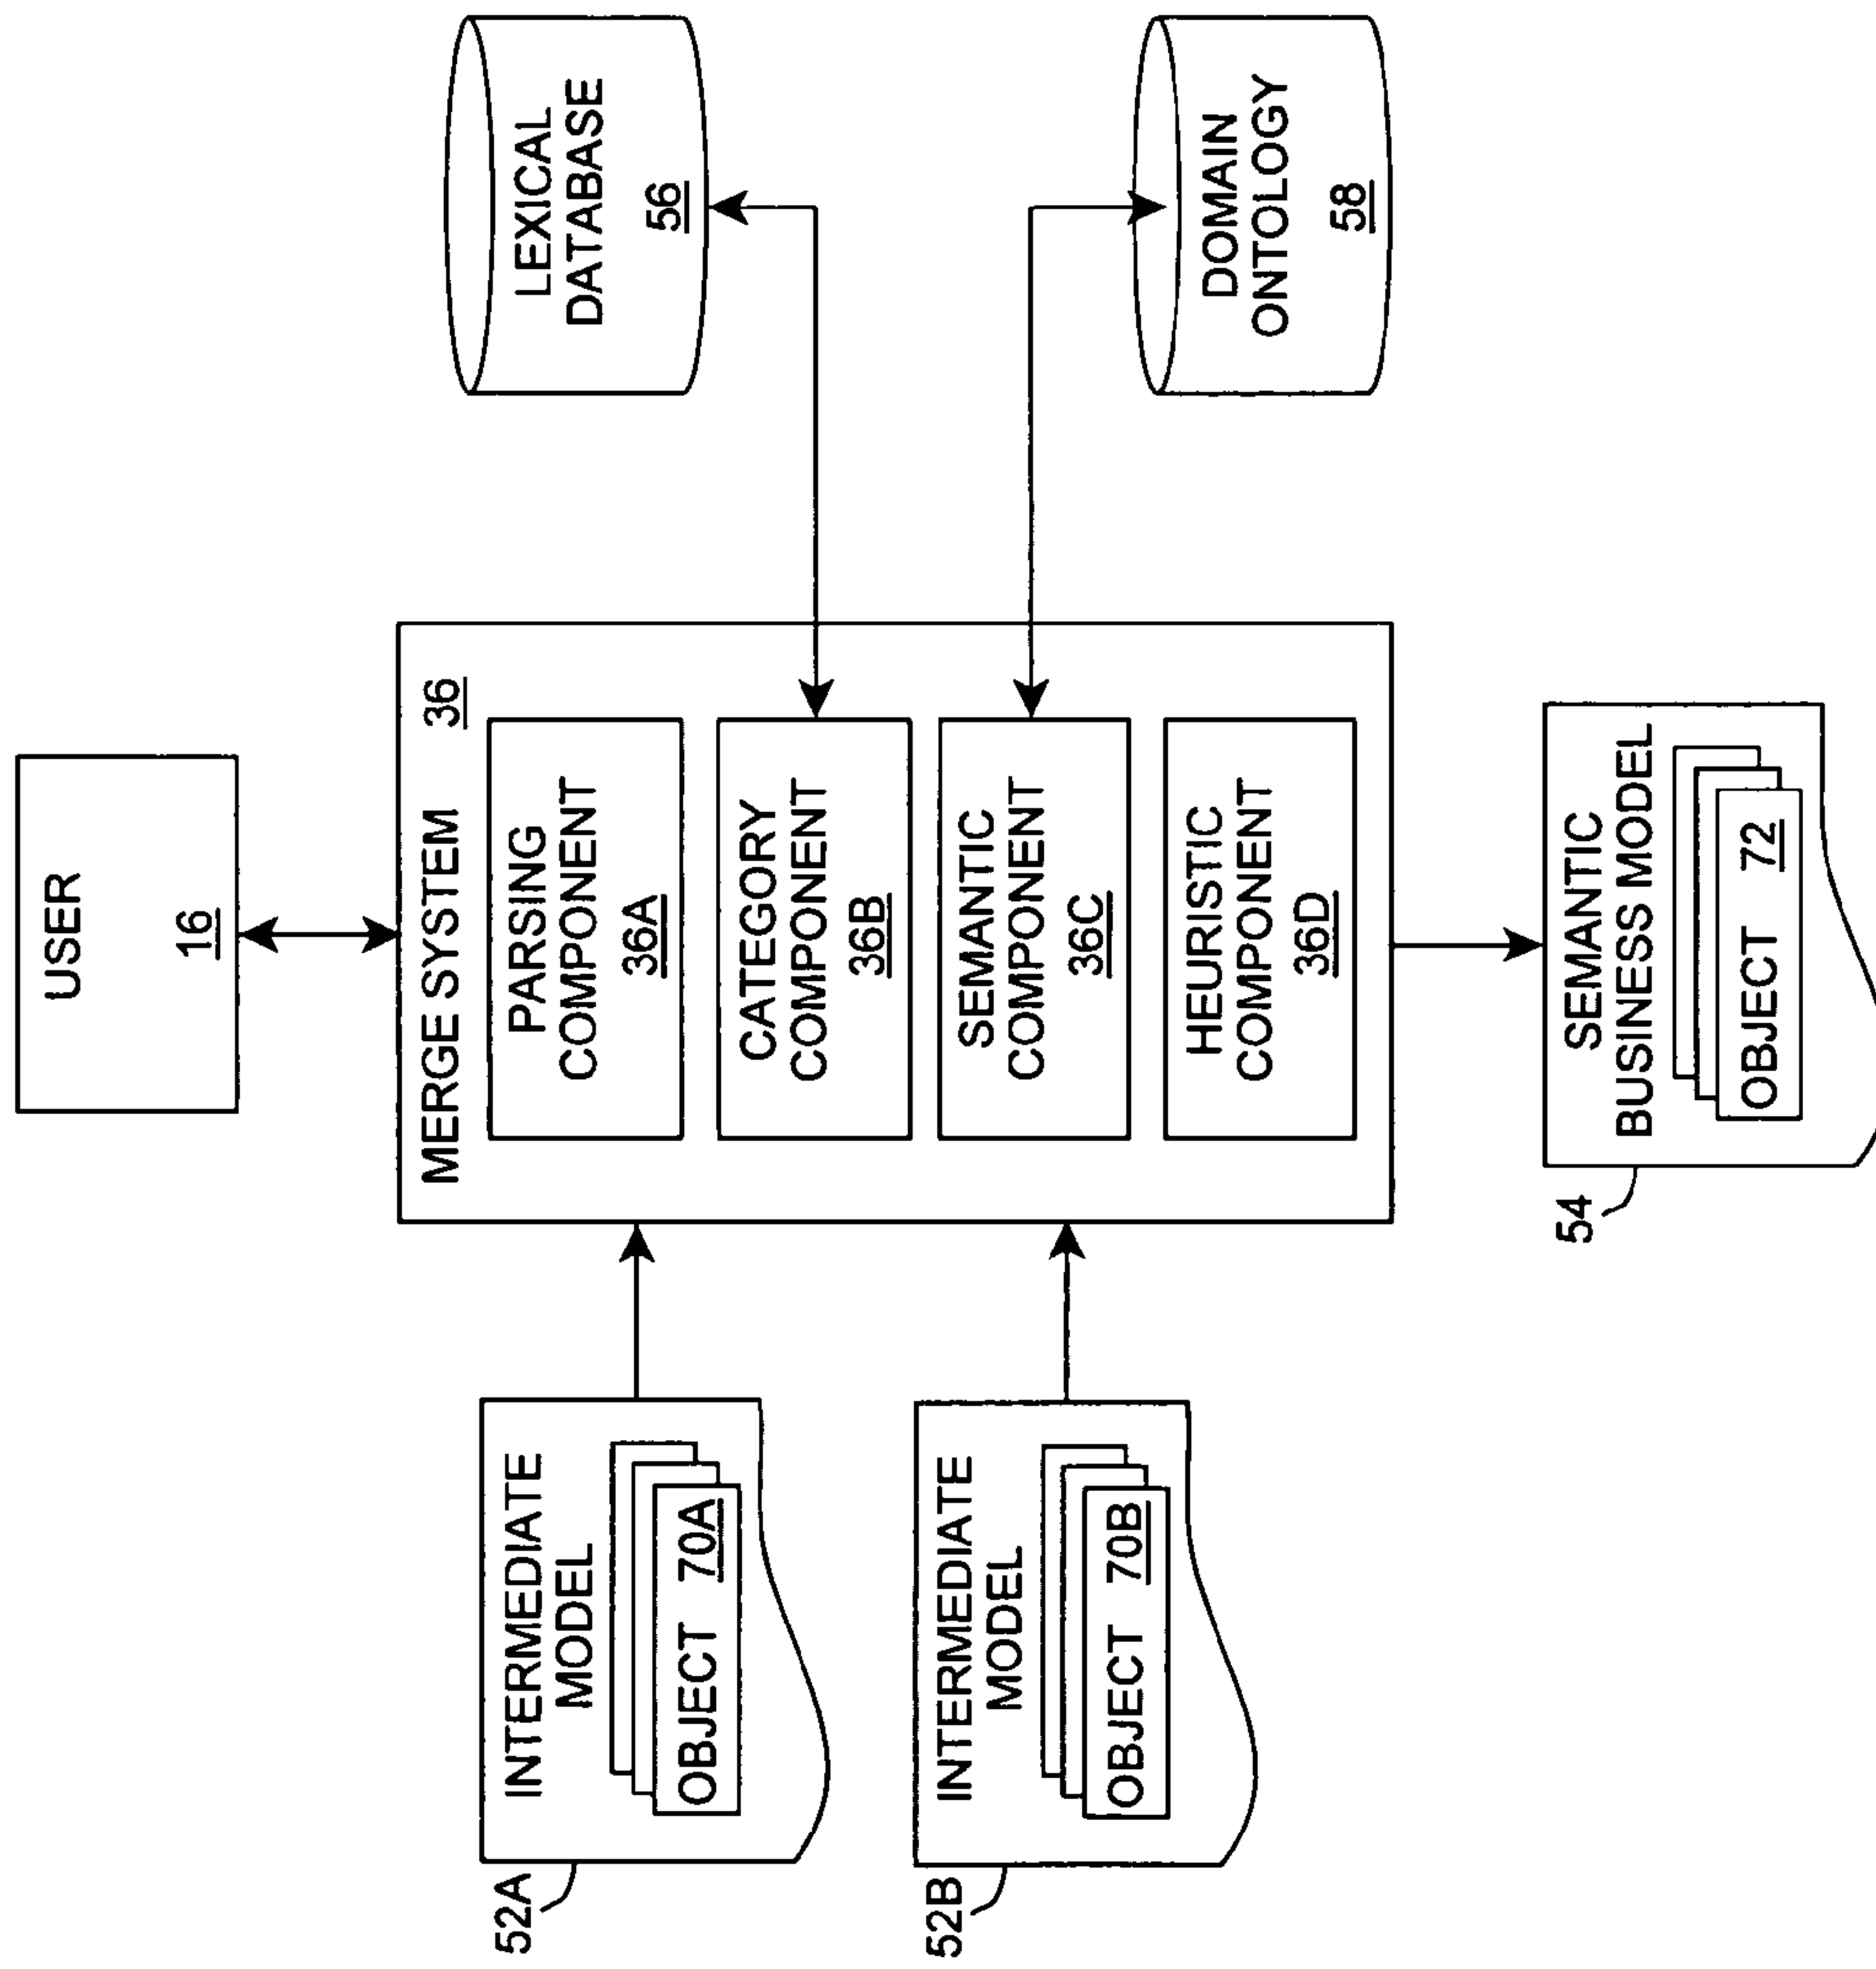 USER
16
MERGE SYSTEM 36
PARSING
COMPONENT
36A
CATEGORY
COMPONENT
36B
SEMANTIC
COMPONENT
36C
HEURISTIC
COMPONENT
36D
LEXICAL
DATABASE
56
DOMAIN
ONTOLOGY
58
52A
INTERMEDIATE
MODEL
OBJECT 70A
52B
INTERMEDIATE
MODEL
OBJECT 70B
54
SEMANTIC
BUSINESS MODEL
OBJECT 72